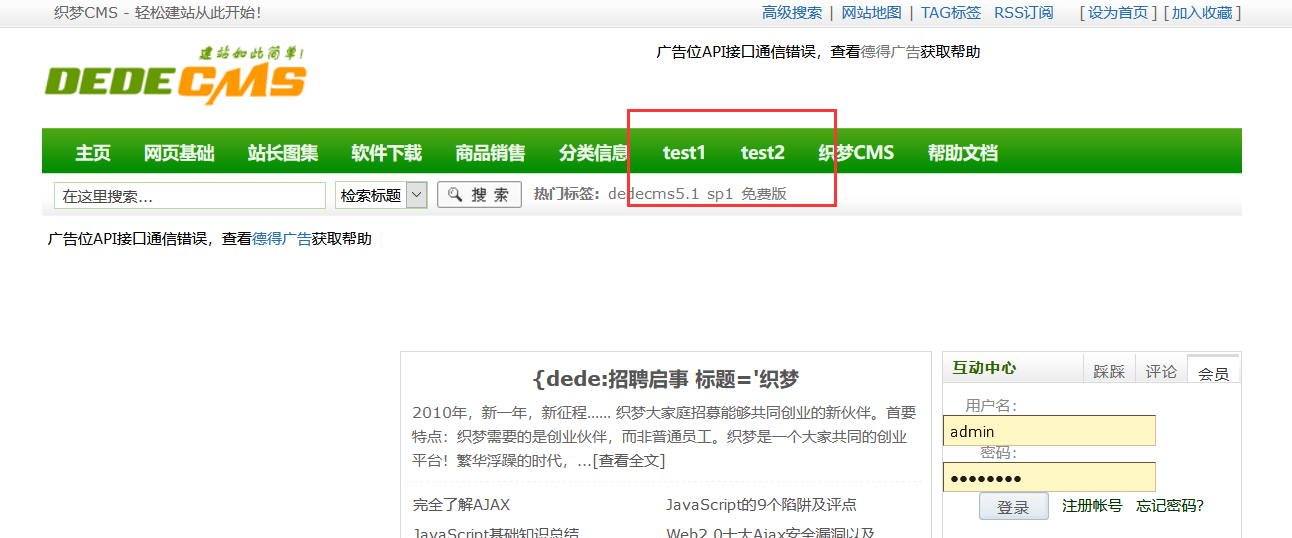 织梦CMS - 轻松建站从此开始！ 高级搜索 | 网站地图 | TAG标签 RSS订阅 [设为首页] [加入收藏]
建站如此简单！
DEDECMS
广告位API接口通信错误，查看德得广告获取帮助
主页 网页基础 站长图集 软件下载 商品销售 分类信息 test1 test2 织梦CMS 帮助文档
在这里搜索... 检索标题 搜 索 热门标签： dedecms5.1 sp1 免费版
广告位API接口通信错误，查看德得广告获取帮助
{dede:招聘启事 标题='织梦
2010年，新一年，新征程...... 织梦大家庭招募能够共同创业的新伙伴。首要
特点：织梦需要的是创业伙伴，而非普通员工。织梦是一个大家共同的创业
平台！繁华浮躁的时代，...[查看全文]
完全了解AJAX JavaScript的9个陷阱及评点
JavaScript基础知识总结 Web2.0十大Ajax安全漏洞以及
互动中心 踩踩 评论 会员
用户名：
admin
密码：
●●●●●●●●
登录 注册帐号 忘记密码?